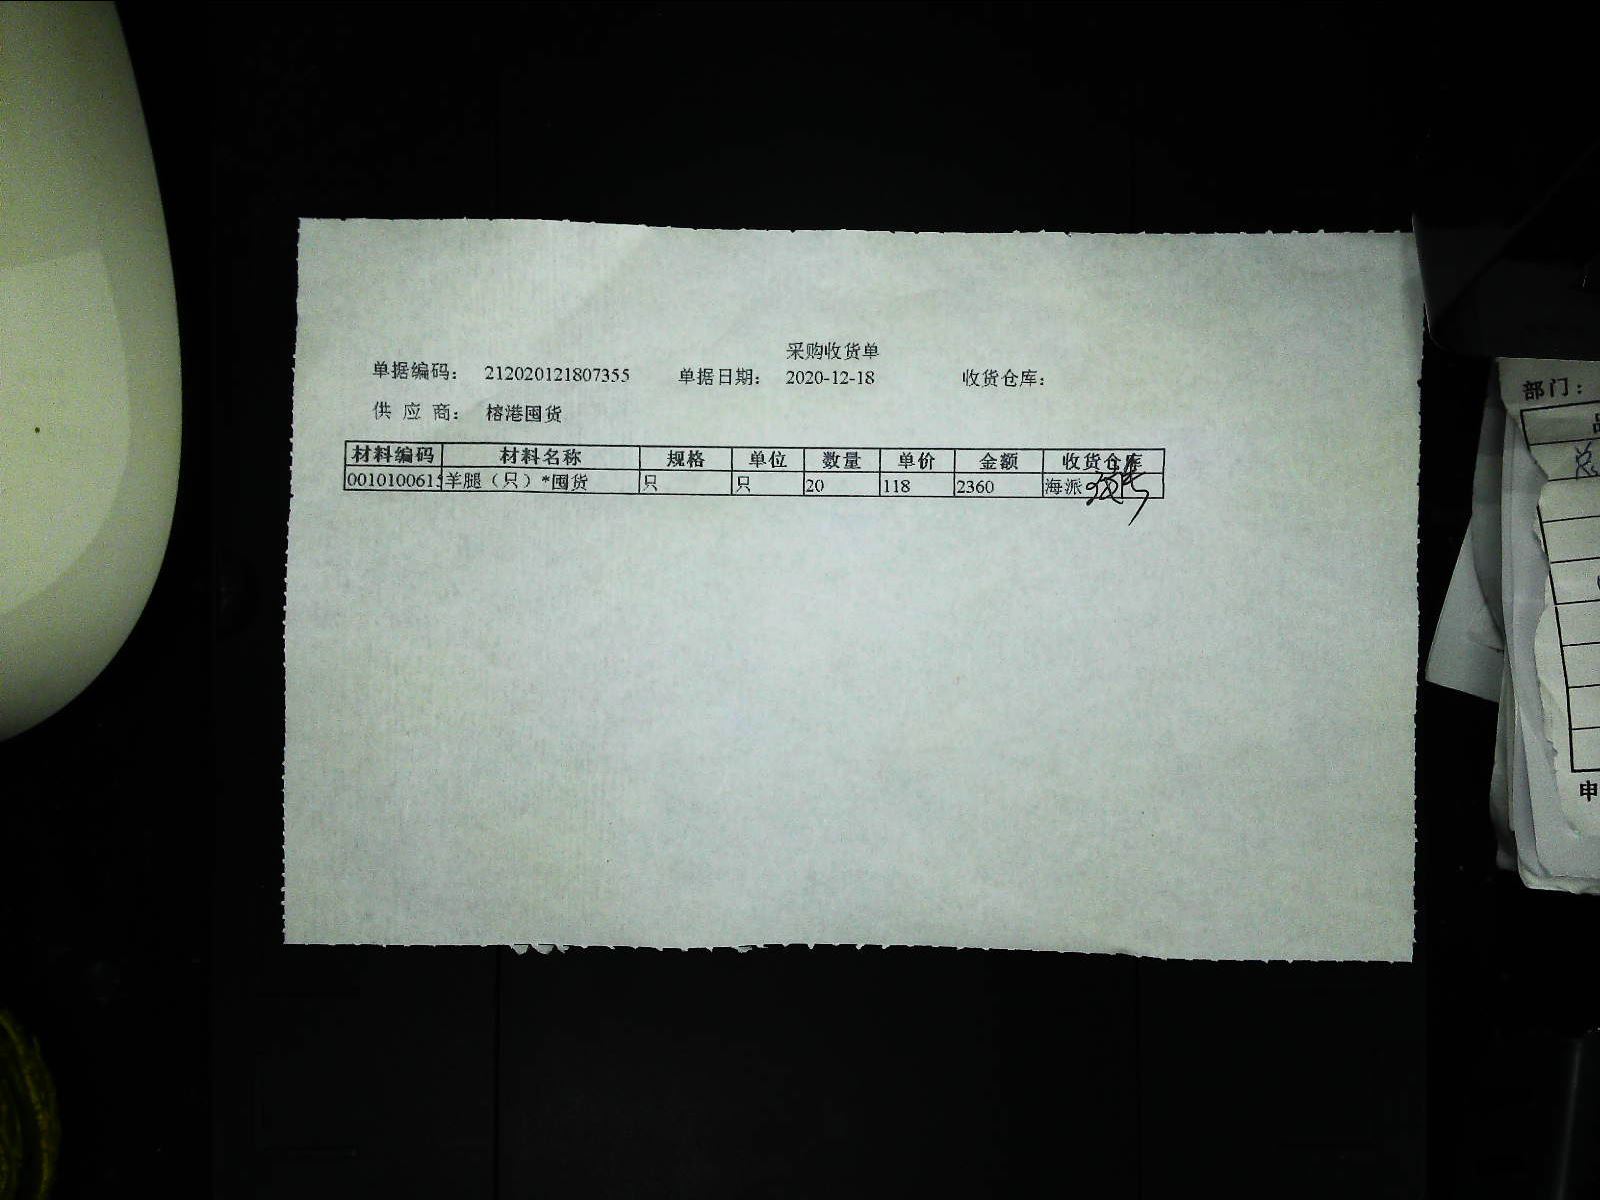 采购收货单
单据编码： 212020121807355 单据日期： 2020-12-18 收货仓库：
供 应 商： 榕港囤货
材料编码 材料名称 规格 单位 数量 单价 金额 收货仓库
0010100615 羊腿（只）*囤货 只 只 20 118 2360 海派
部门：
申